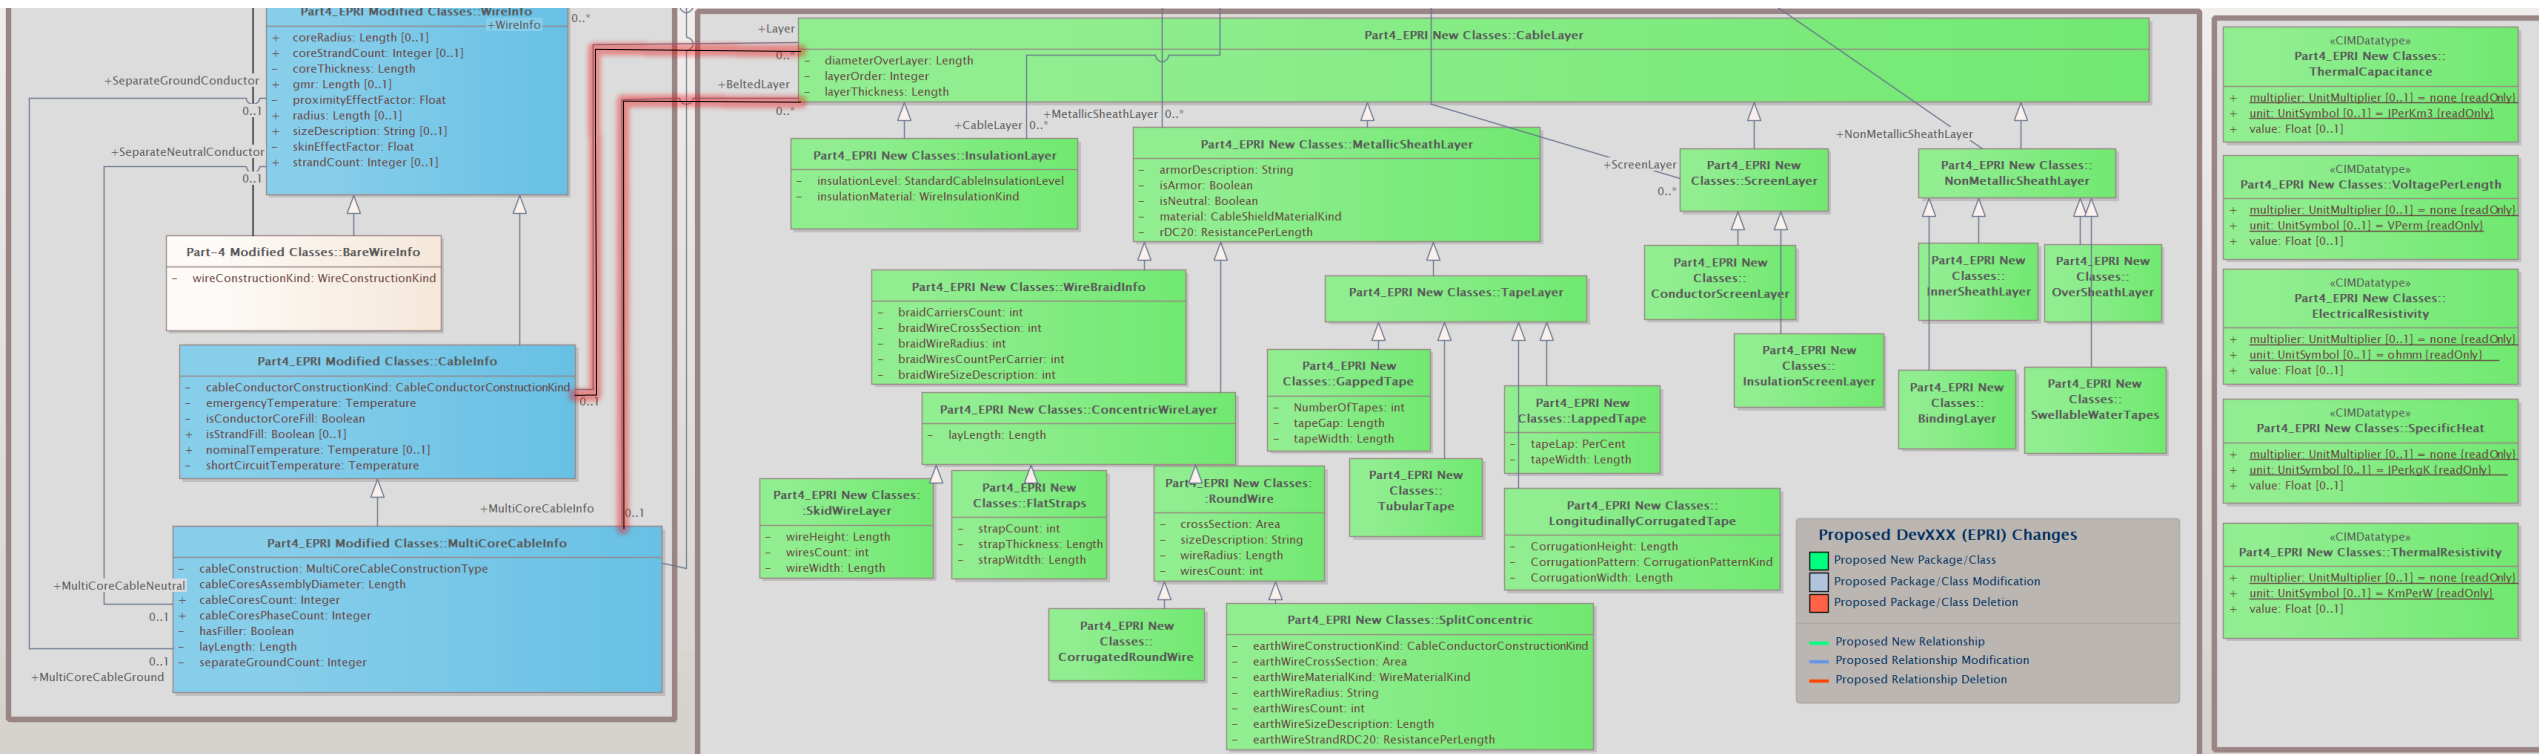 Part4_EPRI Modified Classes::WireInfo
+WireInfo
0..*
+ coreRadius: Length [0..1]
+ coreStrandCount: Integer [0..1]
- coreThickness: Length
+ gmr: Length [0..1]
- proximityEffectFactor: Float
+ radius: Length [0..1]
+ sizeDescription: String [0..1]
- skinEffectFactor: Float
+ strandCount: Integer [0..1]
+SeparateGroundConductor
0..1
+SeparateNeutralConductor
0..1
Part-4 Modified Classes::BareWireInfo
- wireConstructionKind: WireConstructionKind
Part4_EPRI Modified Classes::CableInfo
- cableConductorConstructionKind: CableConductorConstructionKind
- emergencyTemperature: Temperature
- isConductorCoreFill: Boolean
+ isStrandFill: Boolean [0..1]
+ nominalTemperature: Temperature [0..1]
- shortCircuitTemperature: Temperature
0..1
+MultiCoreCableInfo
0..1
Part4_EPRI Modified Classes::MultiCoreCableInfo
- cableConstruction: MultiCoreCableConstructionType
- cableCoresAssemblyDiameter: Length
+ cableCoresCount: Integer
+ cableCoresPhaseCount: Integer
- hasFiller: Boolean
- layLength: Length
- separateGroundCount: Integer
+MultiCoreCableNeutral
0..1
0..1
+MultiCoreCableGround
+Layer
0..*
+BeltedLayer
0..*
Part4_EPRI New Classes::CableLayer
- diameterOverLayer: Length
- layerOrder: Integer
- layerThickness: Length
+CableLayer 0..*
+MetallicSheathLayer 0..*
+ScreenLayer
0..*
+NonMetallicSheathLayer
Part4_EPRI New Classes::InsulationLayer
- insulationLevel: StandardCableInsulationLevel
- insulationMaterial: WireInsulationKind
Part4_EPRI New Classes::MetallicSheathLayer
- armorDescription: String
- isArmor: Boolean
- isNeutral: Boolean
- material: CableShieldMaterialKind
- rDC20: ResistancePerLength
Part4_EPRI New
Classes::ScreenLayer
Part4_EPRI New Classes::
NonMetallicSheathLayer
Part4_EPRI New Classes::WireBraidInfo
- braidCarriersCount: int
- braidWireCrossSection: int
- braidWireRadius: int
- braidWiresCountPerCarrier: int
- braidWireSizeDescription: int
Part4_EPRI New Classes::TapeLayer
Part4_EPRI New
Classes::
ConductorScreenLayer
Part4_EPRI New
Classes::
InsulationScreenLayer
Part4_EPRI New
Classes::
InnerSheathLayer
Part4_EPRI New
Classes::
OverSheathLayer
Part4_EPRI New
Classes::
BindingLayer
Part4_EPRI New
Classes::
SwellableWaterTapes
Part4_EPRI New Classes::ConcentricWireLayer
- layLength: Length
Part4_EPRI New
Classes::GappedTape
- NumberOfTapes: int
- tapeGap: Length
- tapeWidth: Length
Part4_EPRI New
Classes::LappedTape
- tapeLap: PerCent
- tapeWidth: Length
Part4_EPRI New
Classes::
TubularTape
Part4_EPRI New Classes::
LongitudinallyCorrugatedTape
- CorrugationHeight: Length
- CorrugationPattern: CorrugationPatternKind
- CorrugationWidth: Length
Part4_EPRI New Classes:
:SkidWireLayer
- wireHeight: Length
- wiresCount: int
- wireWidth: Length
Part4_EPRI New
Classes::FlatStraps
- strapCount: int
- strapThickness: Length
- strapWitdth: Length
Part4_EPRI New Classes:
:RoundWire
- crossSection: Area
- sizeDescription: String
- wireRadius: Length
- wiresCount: int
Part4_EPRI New
Classes::
CorrugatedRoundWire
Part4_EPRI New Classes::SplitConcentric
- earthWireConstructionKind: CableConductorConstructionKind
- earthWireCrossSection: Area
- earthWireMaterialKind: WireMaterialKind
- earthWireRadius: String
- earthWiresCount: int
- earthWireSizeDescription: Length
- earthWireStrandRDC20: ResistancePerLength
Proposed DevXXX (EPRI) Changes
Proposed New Package/Class
Proposed Package/Class Modification
Proposed Package/Class Deletion
Proposed New Relationship
Proposed Relationship Modification
Proposed Relationship Deletion
«CIMDatatype»
Part4_EPRI New Classes::
ThermalCapacitance
+ multiplier: UnitMultiplier [0..1] = none {readOnly}
+ unit: UnitSymbol [0..1] = JPerKm3 {readOnly}
+ value: Float [0..1]
«CIMDatatype»
Part4_EPRI New Classes::VoltagePerLength
+ multiplier: UnitMultiplier [0..1] = none {readOnly}
+ unit: UnitSymbol [0..1] = VPerm {readOnly}
+ value: Float [0..1]
«CIMDatatype»
Part4_EPRI New Classes::
ElectricalResistivity
+ multiplier: UnitMultiplier [0..1] = none {readOnly}
+ unit: UnitSymbol [0..1] = ohmm {readOnly}
+ value: Float [0..1]
«CIMDatatype»
Part4_EPRI New Classes::SpecificHeat
+ multiplier: UnitMultiplier [0..1] = none {readOnly}
+ unit: UnitSymbol [0..1] = JPerkgK {readOnly}
+ value: Float [0..1]
«CIMDatatype»
Part4_EPRI New Classes::ThermalResistivity
+ multiplier: UnitMultiplier [0..1] = none {readOnly}
+ unit: UnitSymbol [0..1] = KmPerW {readOnly}
+ value: Float [0..1]